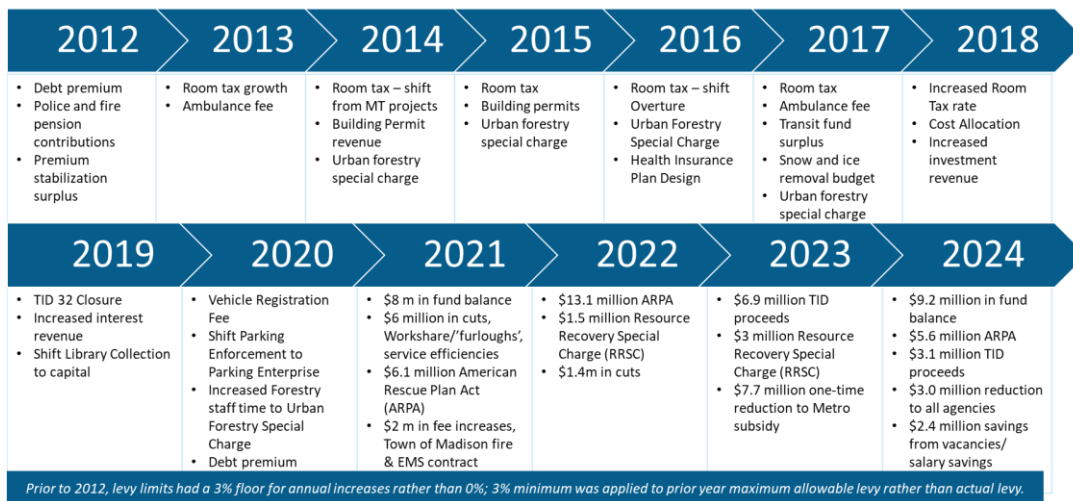 2012 2013 2014 2015 2016 2017 2018
• Debt premium
• Police and fire
pension
contributions
• Premium
stabilization
surplus
• Room tax growth
• Ambulance fee
• Room tax – shift
from MT projects
• Building Permit
revenue
• Urban forestry
special charge
• Room tax
• Building permits
• Urban forestry
special charge
• Room tax – shift
Overture
• Urban Forestry
Special Charge
• Health Insurance
Plan Design
• Room tax
• Ambulance fee
• Transit fund
surplus
• Snow and ice
removal budget
• Urban forestry
special charge
• Increased Room
Tax rate
• Cost Allocation
• Increased
investment
revenue
2019 2020 2021 2022 2023 2024
• TID 32 Closure
• Increased interest
revenue
• Shift Library Collection
to capital
• Vehicle Registration
Fee
• Shift Parking
Enforcement to
Parking Enterprise
• Increased Forestry
staff time to Urban
Forestry Special
Charge
• Debt premium
• $8 m in fund balance
• $6 million in cuts,
Workshare/'furloughs',
service efficiencies
• $6.1 million American
Rescue Plan Act
(ARPA)
• $2 m in fee increases,
Town of Madison fire
& EMS contract
• $13.1 million ARPA
• $1.5 million Resource
Recovery Special
Charge (RRSC)
• $1.4m in cuts
• $6.9 million TID
proceeds
• $3 million Resource
Recovery Special
Charge (RRSC)
• $7.7 million one-time
reduction to Metro
subsidy
• $9.2 million in fund
balance
• $5.6 million ARPA
• $3.1 million TID
proceeds
• $3.0 million reduction
to all agencies
• $2.4 million savings
from vacancies/
salary savings
Prior to 2012, levy limits had a 3% floor for annual increases rather than 0%; 3% minimum was applied to prior year maximum allowable levy rather than actual levy.